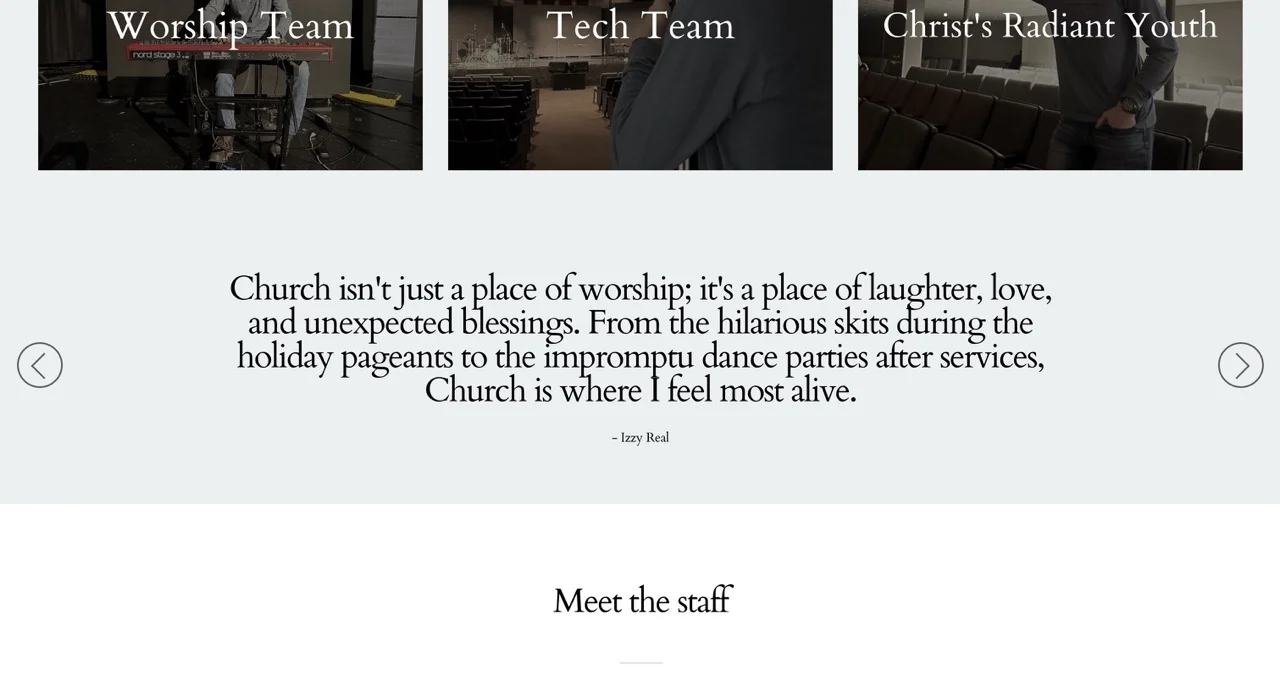 Worship Team
Tech Team
Christ's Radiant Youth
nord stage 3
Church isn't just a place of worship; it's a place of laughter, love,
and unexpected blessings. From the hilarious skits during the
holiday pageants to the impromptu dance parties after services,
Church is where I feel most alive.
- Izzy Real
Meet the staff